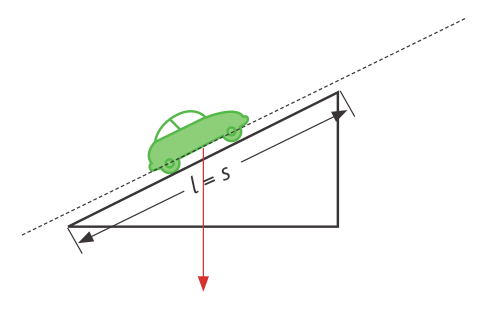 l = s